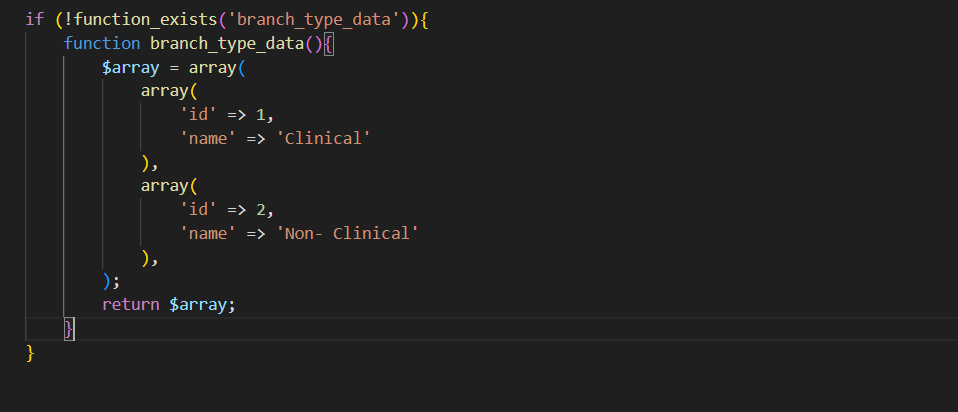 if (!function_exists('branch_type_data')){
    function branch_type_data(){
        $array = array(
            array(
                'id' => 1,
                'name' => 'Clinical'
            ),
            array(
                'id' => 2,
                'name' => 'Non- Clinical'
            ),
        );
        return $array;
    }
}